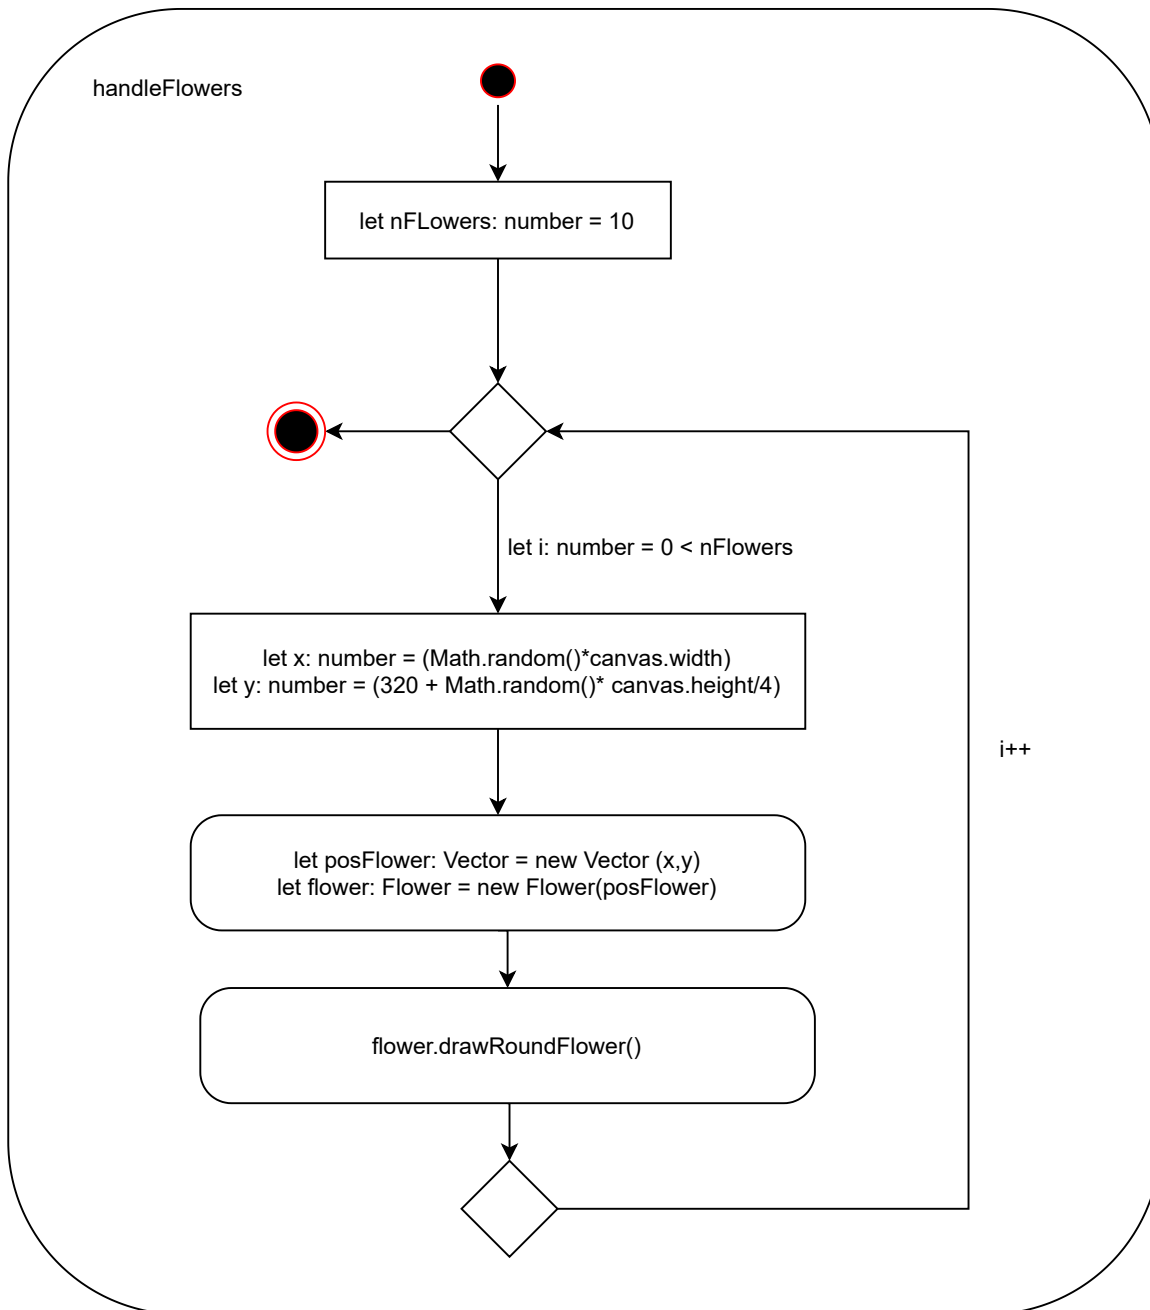 handleFlowers
let nFLowers: number = 10
let i: number = 0 < nFlowers
let x: number = (Math.random()*canvas.width)
let y: number = (320 + Math.random()* canvas.height/4)
i++
let posFlower: Vector = new Vector (x,y)
let flower: Flower = new Flower(posFlower)
flower.drawRoundFlower()